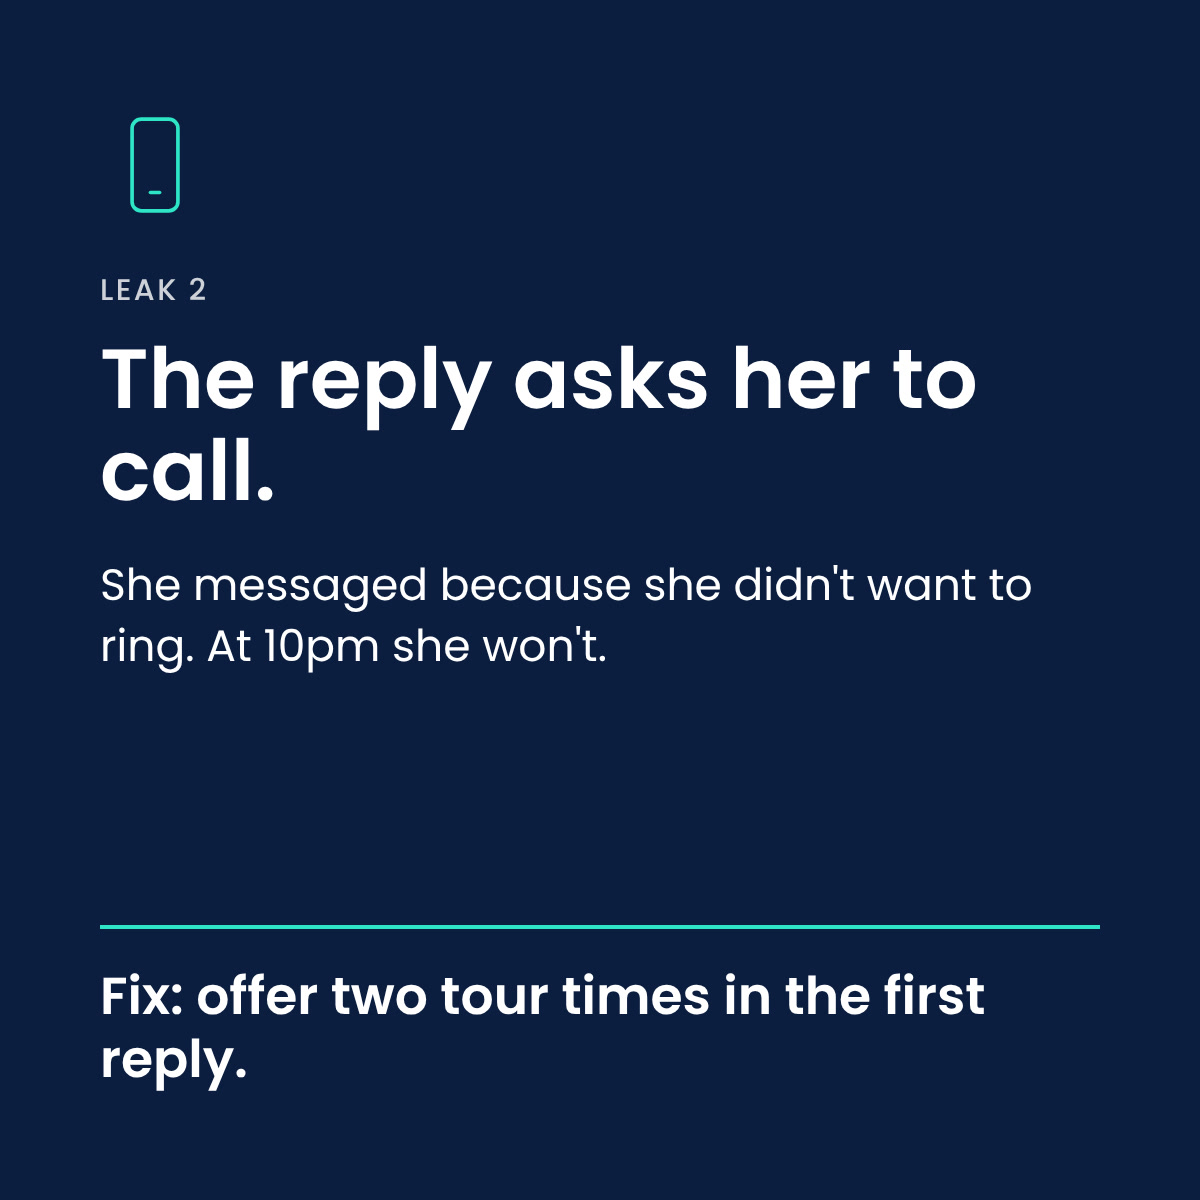 LEAK 2
The reply asks her to
call.
She messaged because she didn't want to
ring. At 10pm she won't.
Fix: offer two tour times in the first
reply.